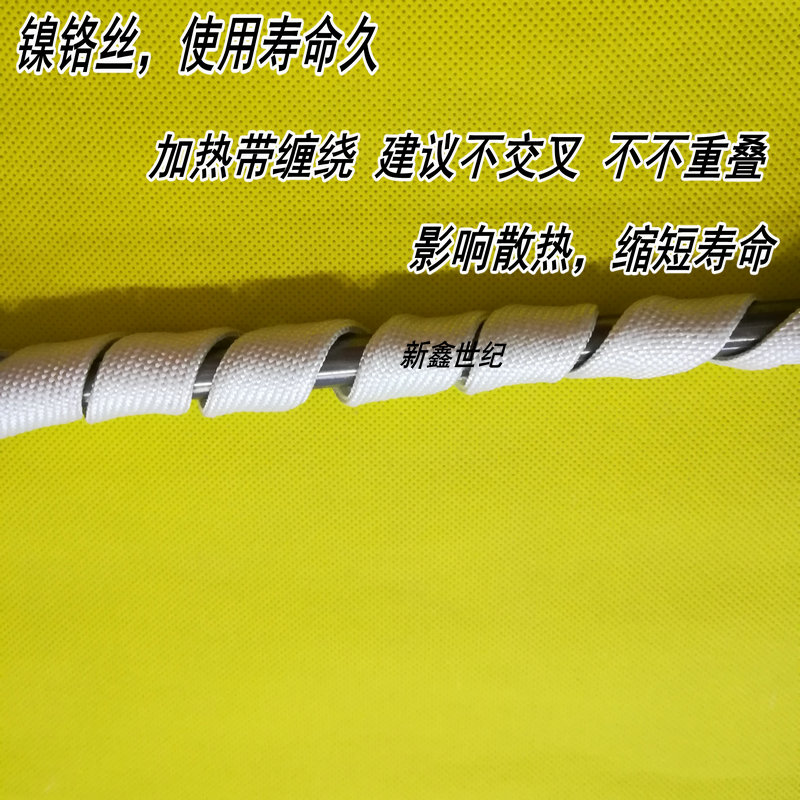 镍铬丝，使用寿命久
加热带缠绕 建议不交叉 不不重叠
影响散热，缩短寿命
新鑫世纪